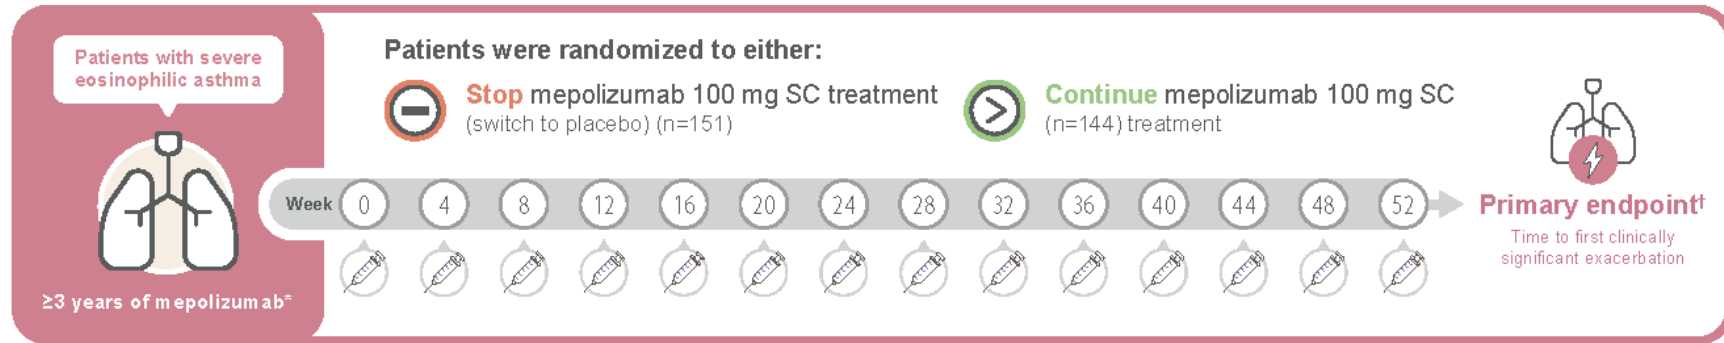 Patients with severe
eosinophilic asthma
≥3 years of mepolizumab*
Patients were randomized to either:
Stop mepolizumab 100 mg SC treatment
(switch to placebo) (n=151)
Continue mepolizumab 100 mg SC
(n=144) treatment
Week 0 4 8 12 16 20 24 28 32 36 40 44 48 52
Primary endpoint†
Time to first clinically
significant exacerbation